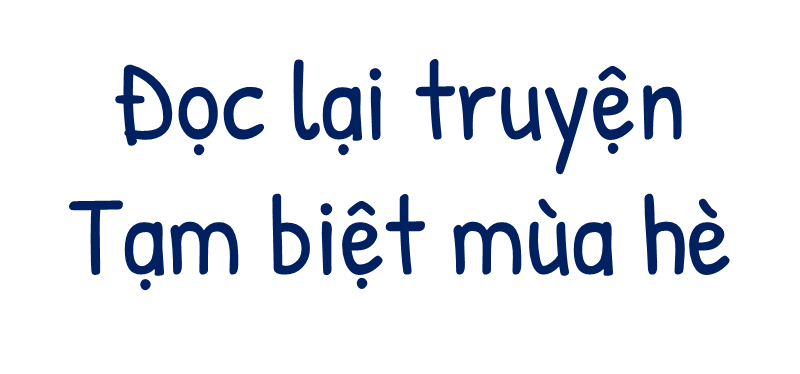 Đọc lại truyện
Tạm biệt mùa hè